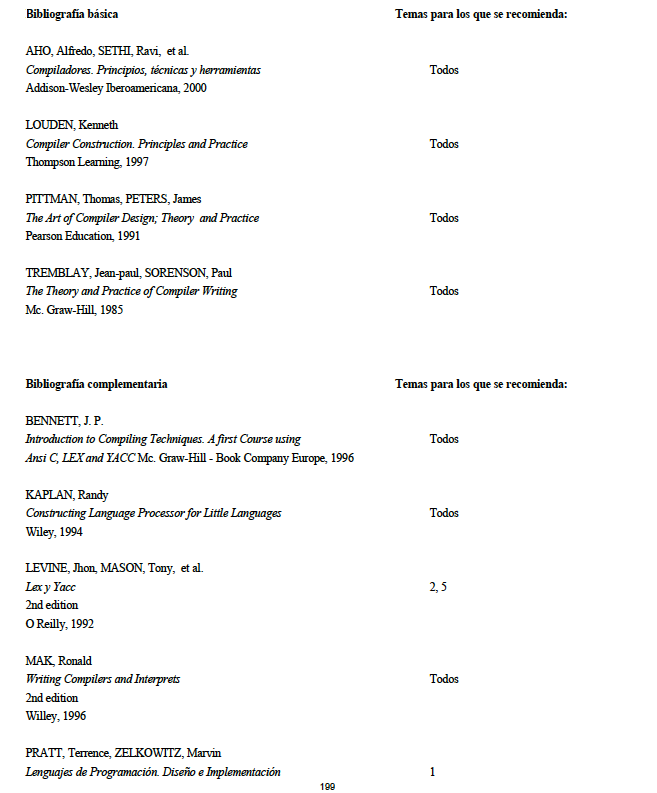 Bibliografía básica Temas para los que se recomienda:
AHO, Alfredo, SETHI, Ravi, et al.
Compiladores. Principios, técnicas y herramientas Todos
Addison-Wesley Iberoamericana, 2000
LOUDEN, Kenneth
Compiler Construction. Principles and Practice Todos
Thompson Learning, 1997
PITTMAN, Thomas, PETERS, James
The Art of Compiler Design; Theory and Practice Todos
Pearson Education, 1991
TREMBLAY, Jean-paul, SORENSON, Paul
The Theory and Practice of Compiler Writing Todos
Mc. Graw-Hill, 1985
Bibliografía complementaria Temas para los que se recomienda:
BENNETT, J. P.
Introduction to Compiling Techniques. A first Course using Todos
Ansi C, LEX and YACC Mc. Graw-Hill - Book Company Europe, 1996
KAPLAN, Randy
Constructing Language Processor for Little Languages Todos
Wiley, 1994
LEVINE, Jhon, MASON, Tony, et al.
Lex y Yacc 2, 5
2nd edition
O Reilly, 1992
MAK, Ronald
Writing Compilers and Interprets Todos
2nd edition
Willey, 1996
PRATT, Terrence, ZELKOWITZ, Marvin
Lenguajes de Programación. Diseño e Implementación 1
199